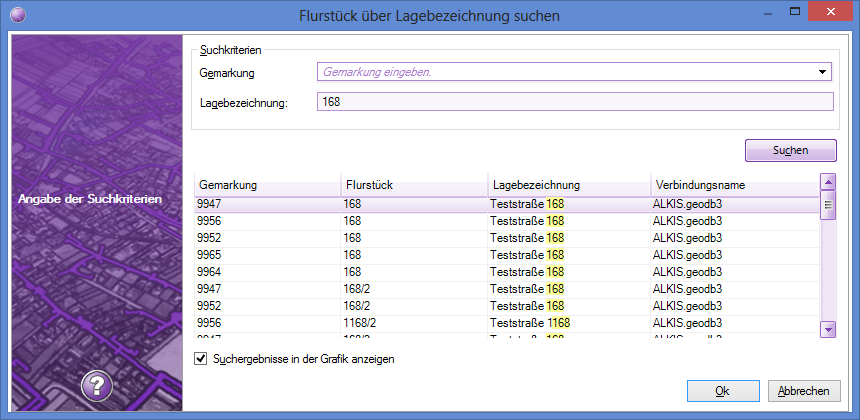 Flurstück über Lagebezeichnung suchen
Suchkriterien
Gemarkung
Gemarkung eingeben.
Lagebezeichnung: 168
Suchen
Angabe der Suchkriterien
Gemarkung Flurstück Lagebezeichnung Verbindungsname
9947 168 Teststraße 168 ALKIS.geodb3
9956 168 Teststraße 168 ALKIS.geodb3
9952 168 Teststraße 168 ALKIS.geodb3
9965 168 Teststraße 168 ALKIS.geodb3
9964 168 Teststraße 168 ALKIS.geodb3
9947 168/2 Teststraße 168 ALKIS.geodb3
9952 168/2 Teststraße 168 ALKIS.geodb3
9956 1168/2 Teststraße 1168 ALKIS.geodb3
Suchergebnisse in der Grafik anzeigen
?
Ok Abbrechen